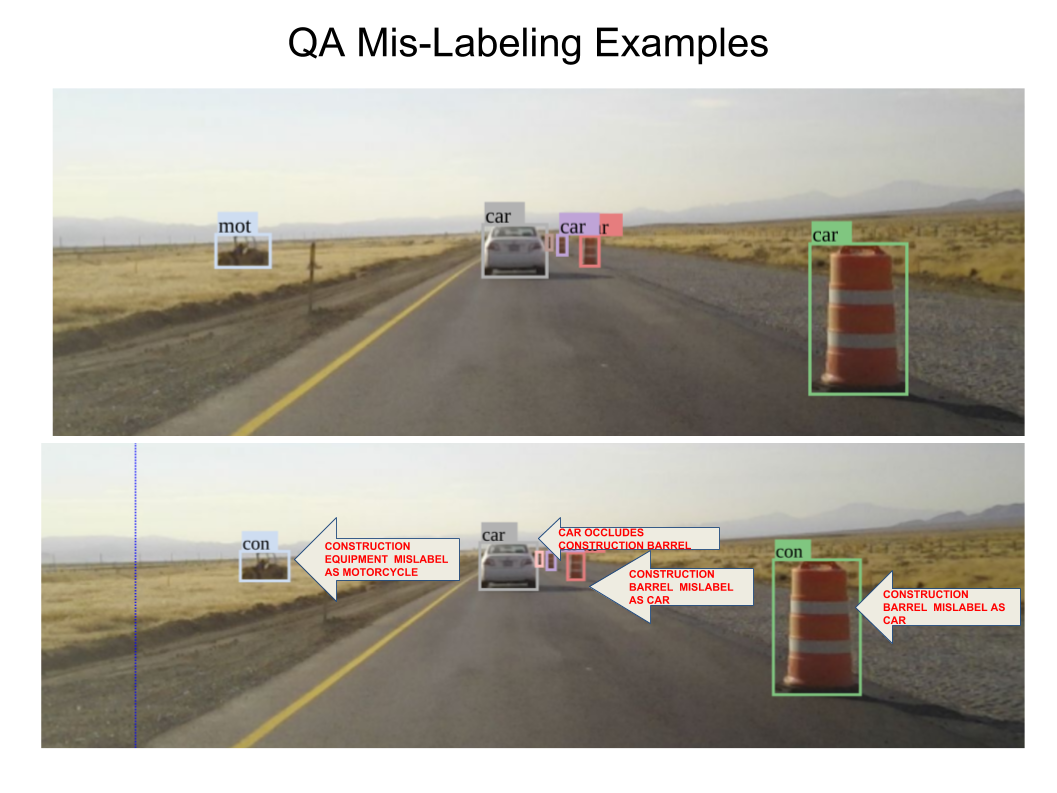 QA Mis-Labeling Examples
mot
car
car
r
car
con
car
con
CONSTRUCTION
EQUIPMENT MISLABEL
AS MOTORCYCLE
CAR OCCLUDES
CONSTRUCTION BARREL
CONSTRUCTION
BARREL MISLABEL
AS CAR
CONSTRUCTION
BARREL MISLABEL AS
CAR